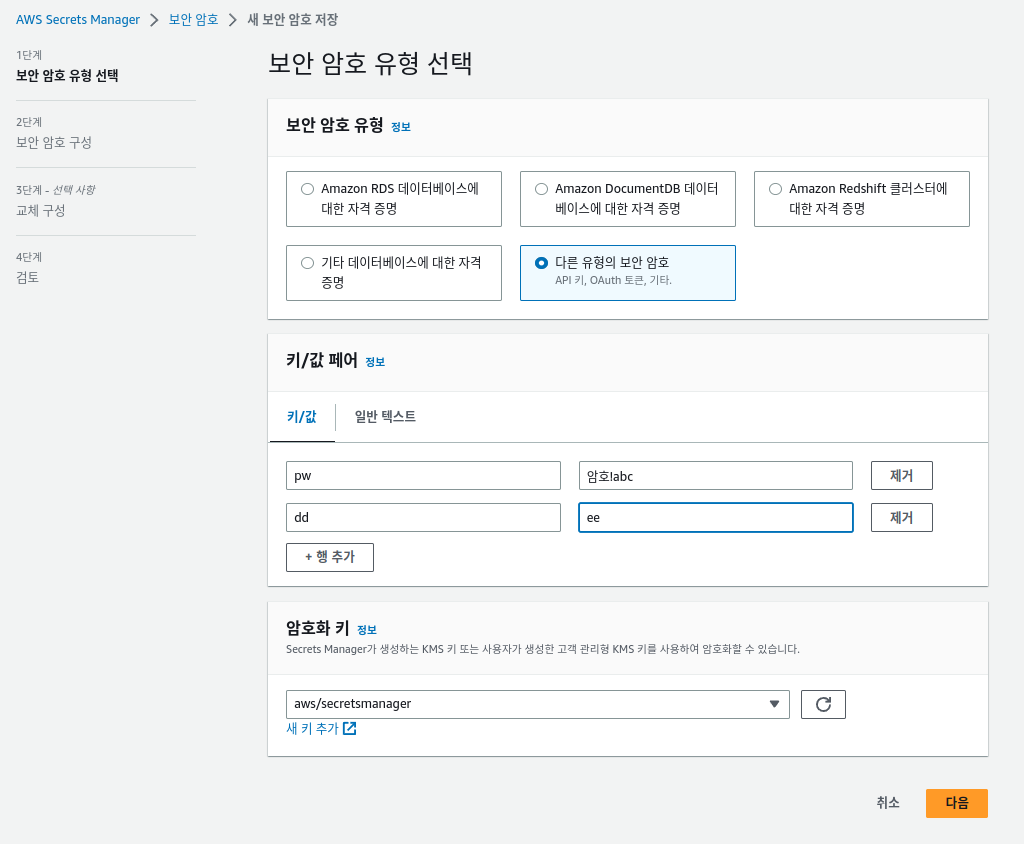 AWS Secrets Manager > 보안 암호 > 새 보안 암호 저장
1단계
보안 암호 유형 선택
2단계
보안 암호 구성
3단계 - 선택 사항
교체 구성
4단계
검토
보안 암호 유형 선택
보안 암호 유형 정보
Amazon RDS 데이터베이스에
대한 자격 증명
Amazon DocumentDB 데이터
베이스에 대한 자격 증명
Amazon Redshift 클러스터에
대한 자격 증명
기타 데이터베이스에 대한 자격
증명
다른 유형의 보안 암호
API 키, OAuth 토큰, 기타.
키/값 페어 정보
키/값
일반 텍스트
pw
암호!abc
제거
dd
ee
제거
+ 행 추가
암호화 키 정보
Secrets Manager가 생성하는 KMS 키 또는 사용자가 생성한 고객 관리형 KMS 키를 사용하여 암호화할 수 있습니다.
aws/secretsmanager
새 키 추가
취소
다음